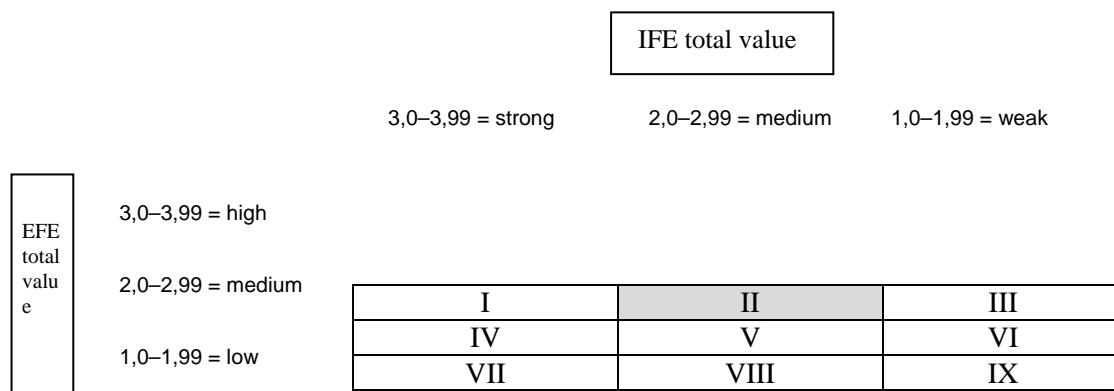 IFE total value
3,0–3,99 = strong 2,0–2,99 = medium 1,0–1,99 = weak
EFE
total
valu
e
3,0–3,99 = high
2,0–2,99 = medium
1,0–1,99 = low
I II III
IV V VI
VII VIII IX